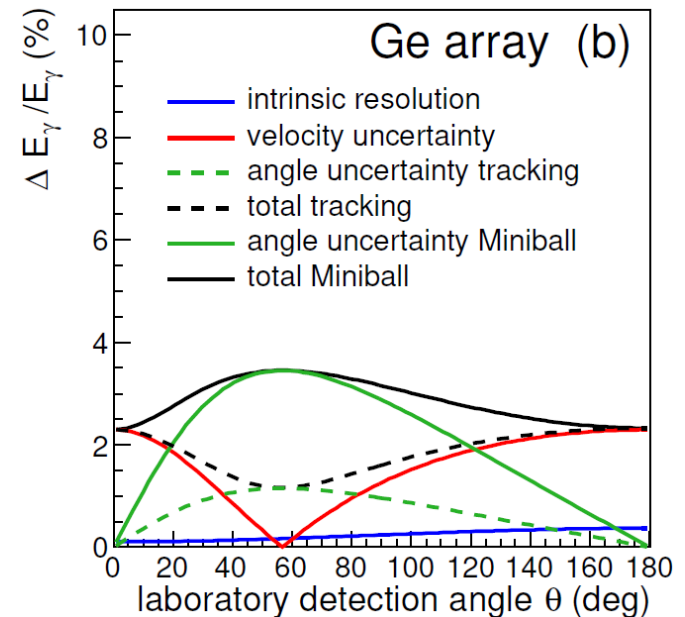 Δ Eγ/Eγ (%)
10
8
6
4
2
0
Ge array (b)
intrinsic resolution
velocity uncertainty
angle uncertainty tracking
total tracking
angle uncertainty Miniball
total Miniball
0 20 40 60 80 100 120 140 160 180
laboratory detection angle θ (deg)